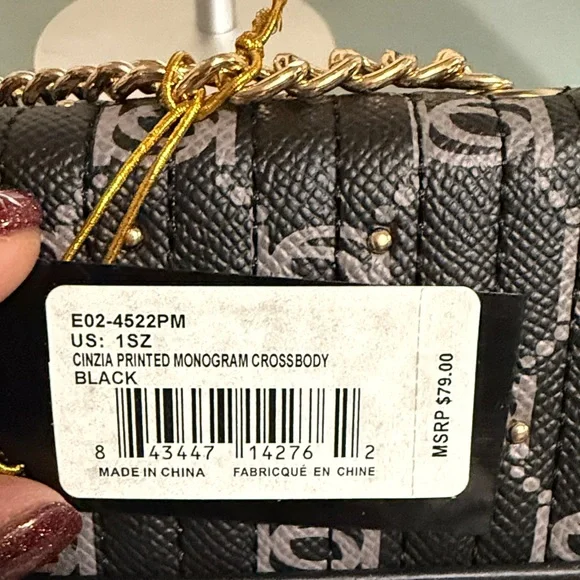 E02-4522PM
US: 1SZ
CINZIA PRINTED MONOGRAM CROSSBODY
BLACK
8 43447 14276 2
MADE IN CHINA FABRIQUÉ EN CHINE
MSRP $79.00